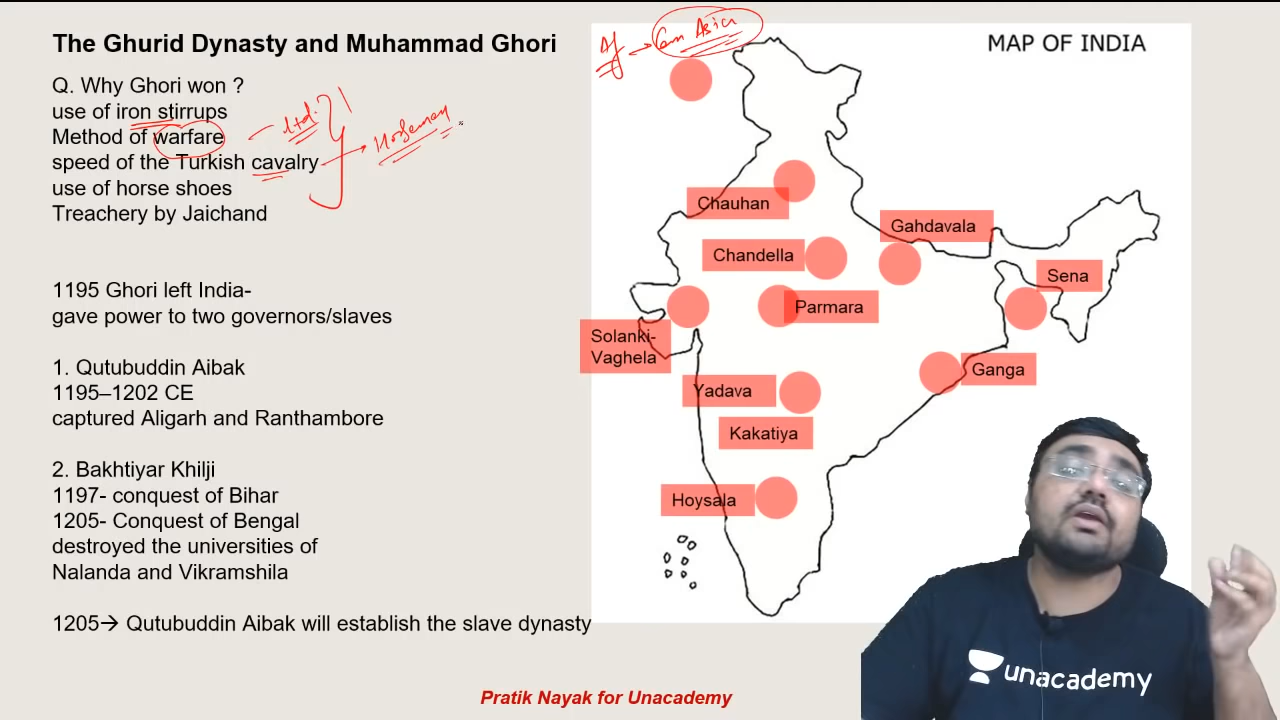 The Ghurid Dynasty and Muhammad Ghori
Q. Why Ghori won ?
use of iron stirrups
Method of warfare
speed of the Turkish cavalry
use of horse shoes
Treachery by Jaichand
Horseman
1195 Ghori left India-
gave power to two governors/slaves
1. Qutubuddin Aibak
1195–1202 CE
captured Aligarh and Ranthambore
2. Bakhtiyar Khilji
1197- conquest of Bihar
1205- Conquest of Bengal
destroyed the universities of
Nalanda and Vikramshila
1205→ Qutubuddin Aibak will establish the slave dynasty
Af → Cen Asia
MAP OF INDIA
Chauhan
Gahdavala
Chandella
Sena
Parmara
Solanki-
Vaghela
Ganga
Yadava
Kakatiya
Hoysala
unacademy
Pratik Nayak for Unacademy